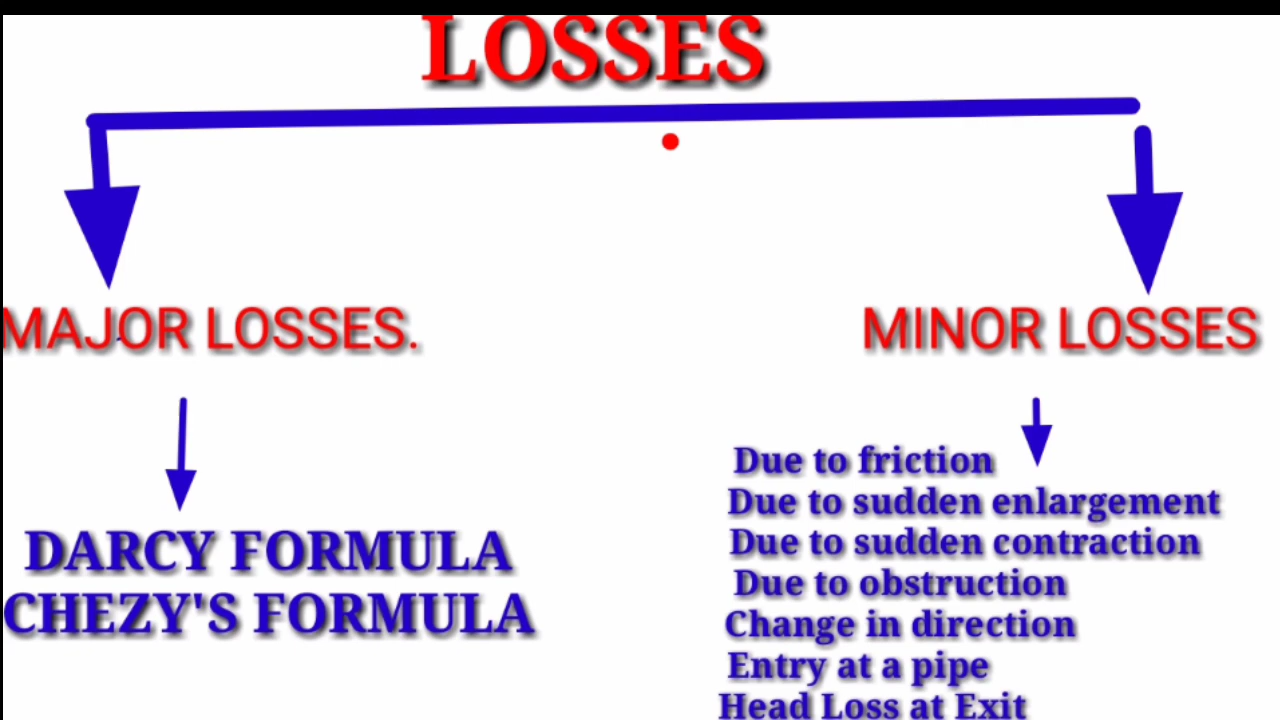 LOSSES
MAJOR LOSSES.
MINOR LOSSES
DARCY FORMULA
CHEZY'S FORMULA
Due to friction
Due to sudden enlargement
Due to sudden contraction
Due to obstruction
Change in direction
Entry at a pipe
Head Loss at Exit